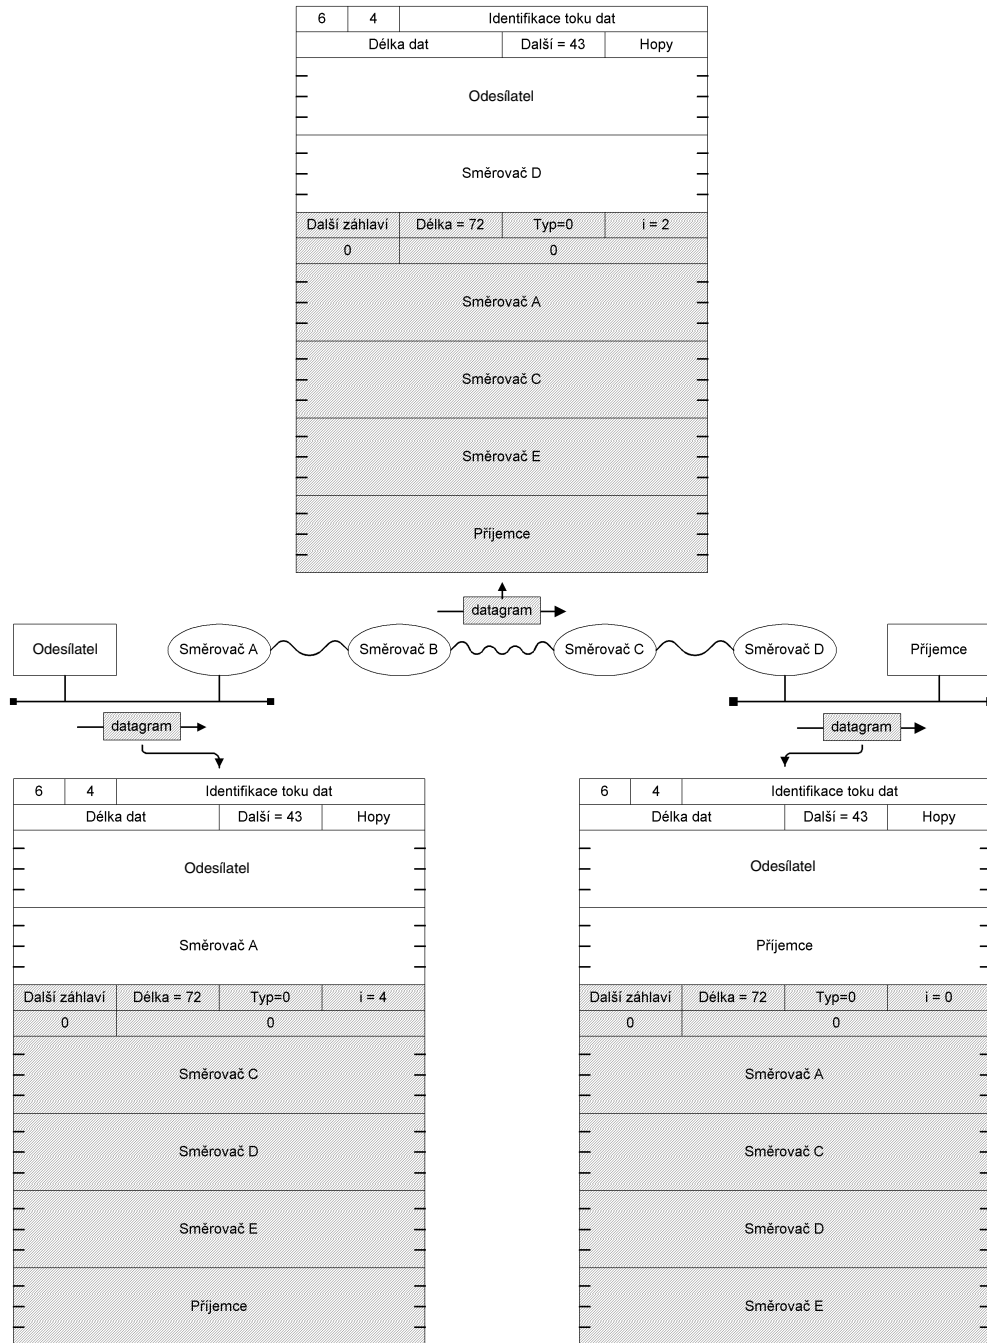 6 4 Identifikace toku dat
Délka dat Další = 43 Hopy
Odesílatel
Směrovač D
Další záhlaví Délka = 72 Typ=0 i = 2
0 0
Směrovač A
Směrovač C
Směrovač E
Příjemce
datagram
Odesílatel Směrovač A Směrovač B Směrovač C Směrovač D Příjemce
datagram datagram
6 4 Identifikace toku dat
Délka dat Další = 43 Hopy
Odesílatel
Směrovač A
Další záhlaví Délka = 72 Typ=0 i = 4
0 0
Směrovač C
Směrovač D
Směrovač E
Příjemce
6 4 Identifikace toku dat
Délka dat Další = 43 Hopy
Odesílatel
Příjemce
Další záhlaví Délka = 72 Typ=0 i = 0
0 0
Směrovač A
Směrovač C
Směrovač D
Směrovač E